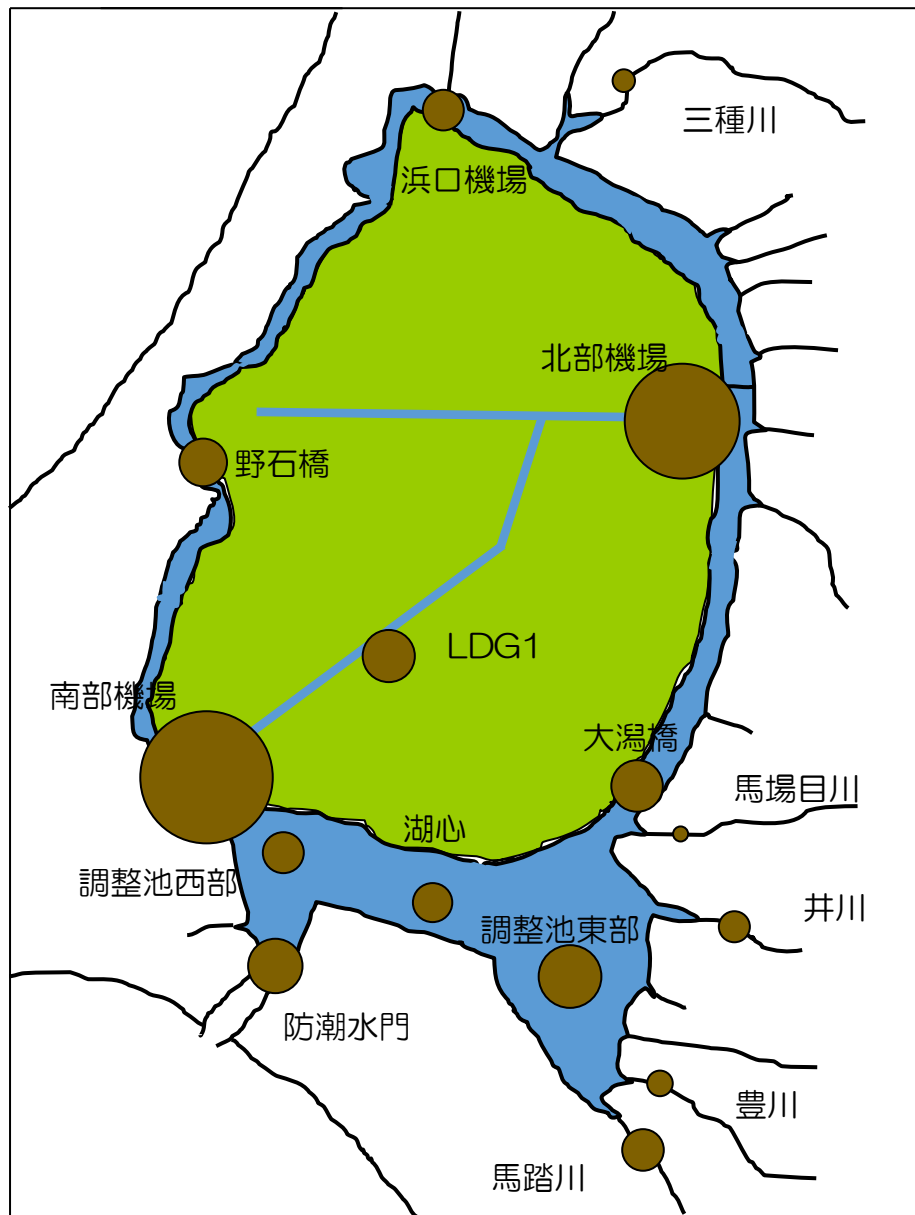 三種川
浜口機場
北部機場
野石橋
LDG1
南部機場
大潟橋
馬場目川
湖心
調整池西部
井川
調整池東部
防潮水門
豊川
馬踏川